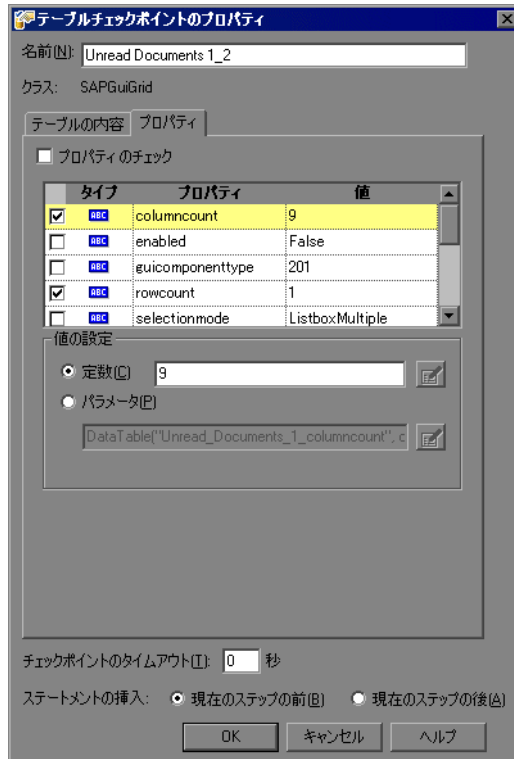 テーブルチェックポイントのプロパティ
名前(N): Unread Documents 1_2
クラス: SAPGuiGrid
テーブルの内容 プロパティ
プロパティのチェック
タイプ プロパティ 値
ABC columncount 9
ABC enabled False
ABC guicomponenttype 201
ABC rowcount 1
ABC selectionmode ListboxMultiple
値の設定
定数(C) 9
パラメータ(P)
DataTable("Unread_Documents_1_columncount", c
チェックポイントのタイムアウト(T): 0 秒
ステートメントの挿入: 現在のステップの前(B) 現在のステップの後(A)
OK キャンセル ヘルプ